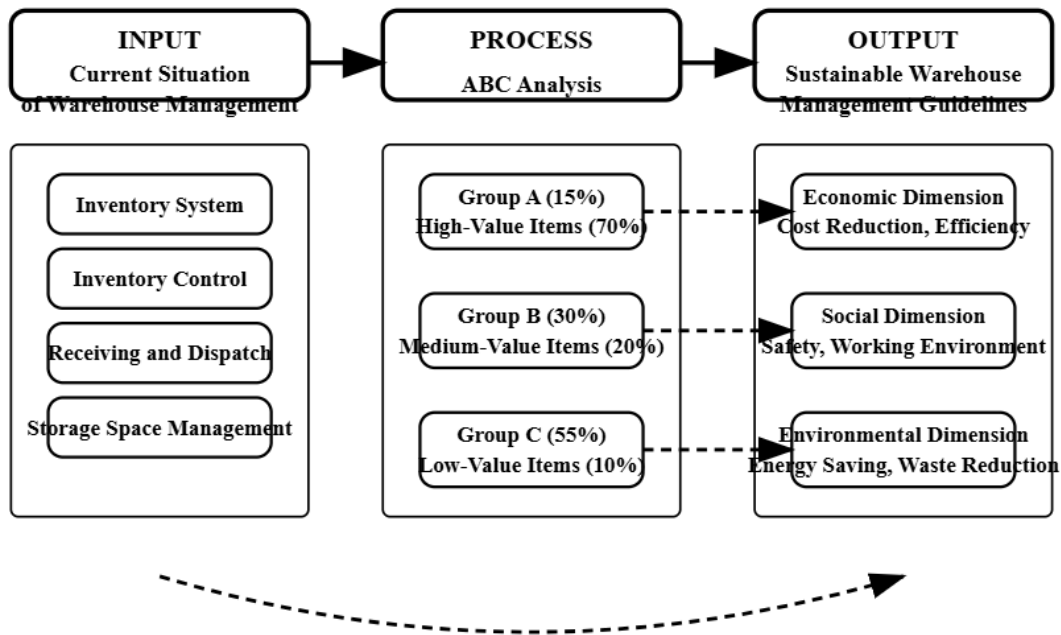 INPUT
Current Situation
of Warehouse Management
PROCESS
ABC Analysis
OUTPUT
Sustainable Warehouse
Management Guidelines
Inventory System
Inventory Control
Receiving and Dispatch
Storage Space Management
Group A (15%)
High-Value Items (70%)
Group B (30%)
Medium-Value Items (20%)
Group C (55%)
Low-Value Items (10%)
Economic Dimension
Cost Reduction, Efficiency
Social Dimension
Safety, Working Environment
Environmental Dimension
Energy Saving, Waste Reduction